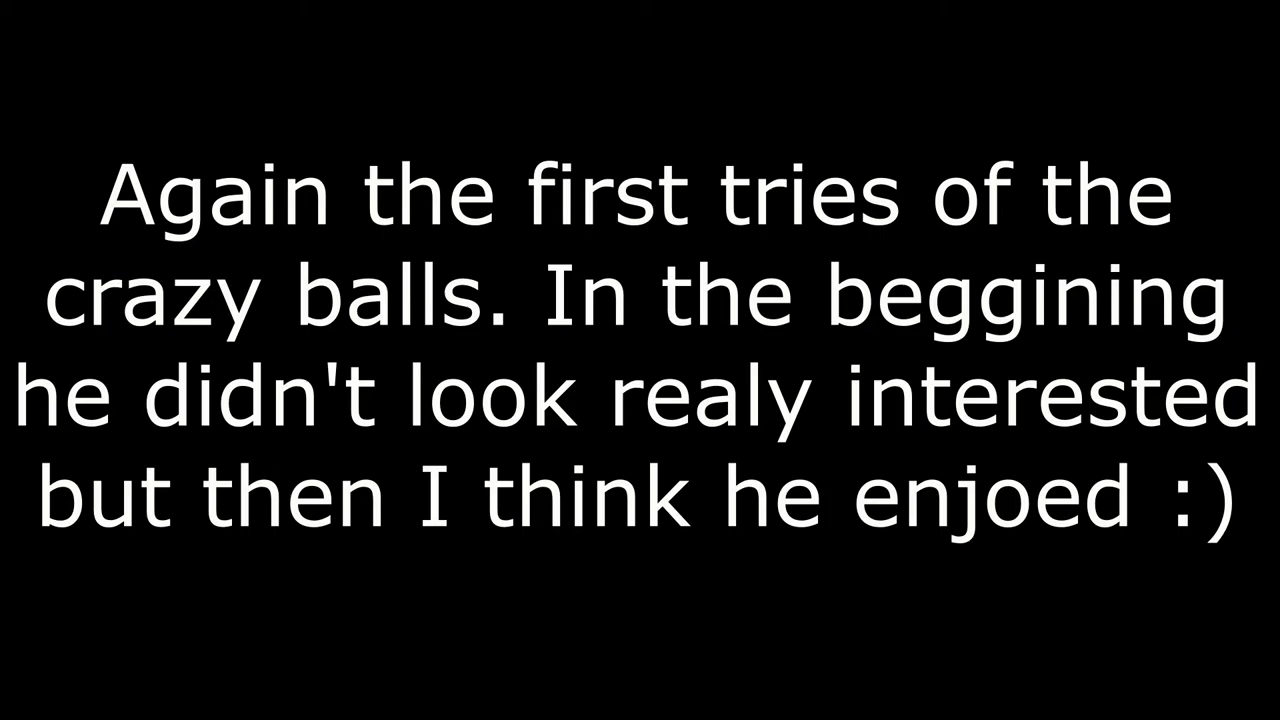 Again the first tries of the
crazy balls. In the beggining
he didn't look realy interested
but then I think he enjoed :)